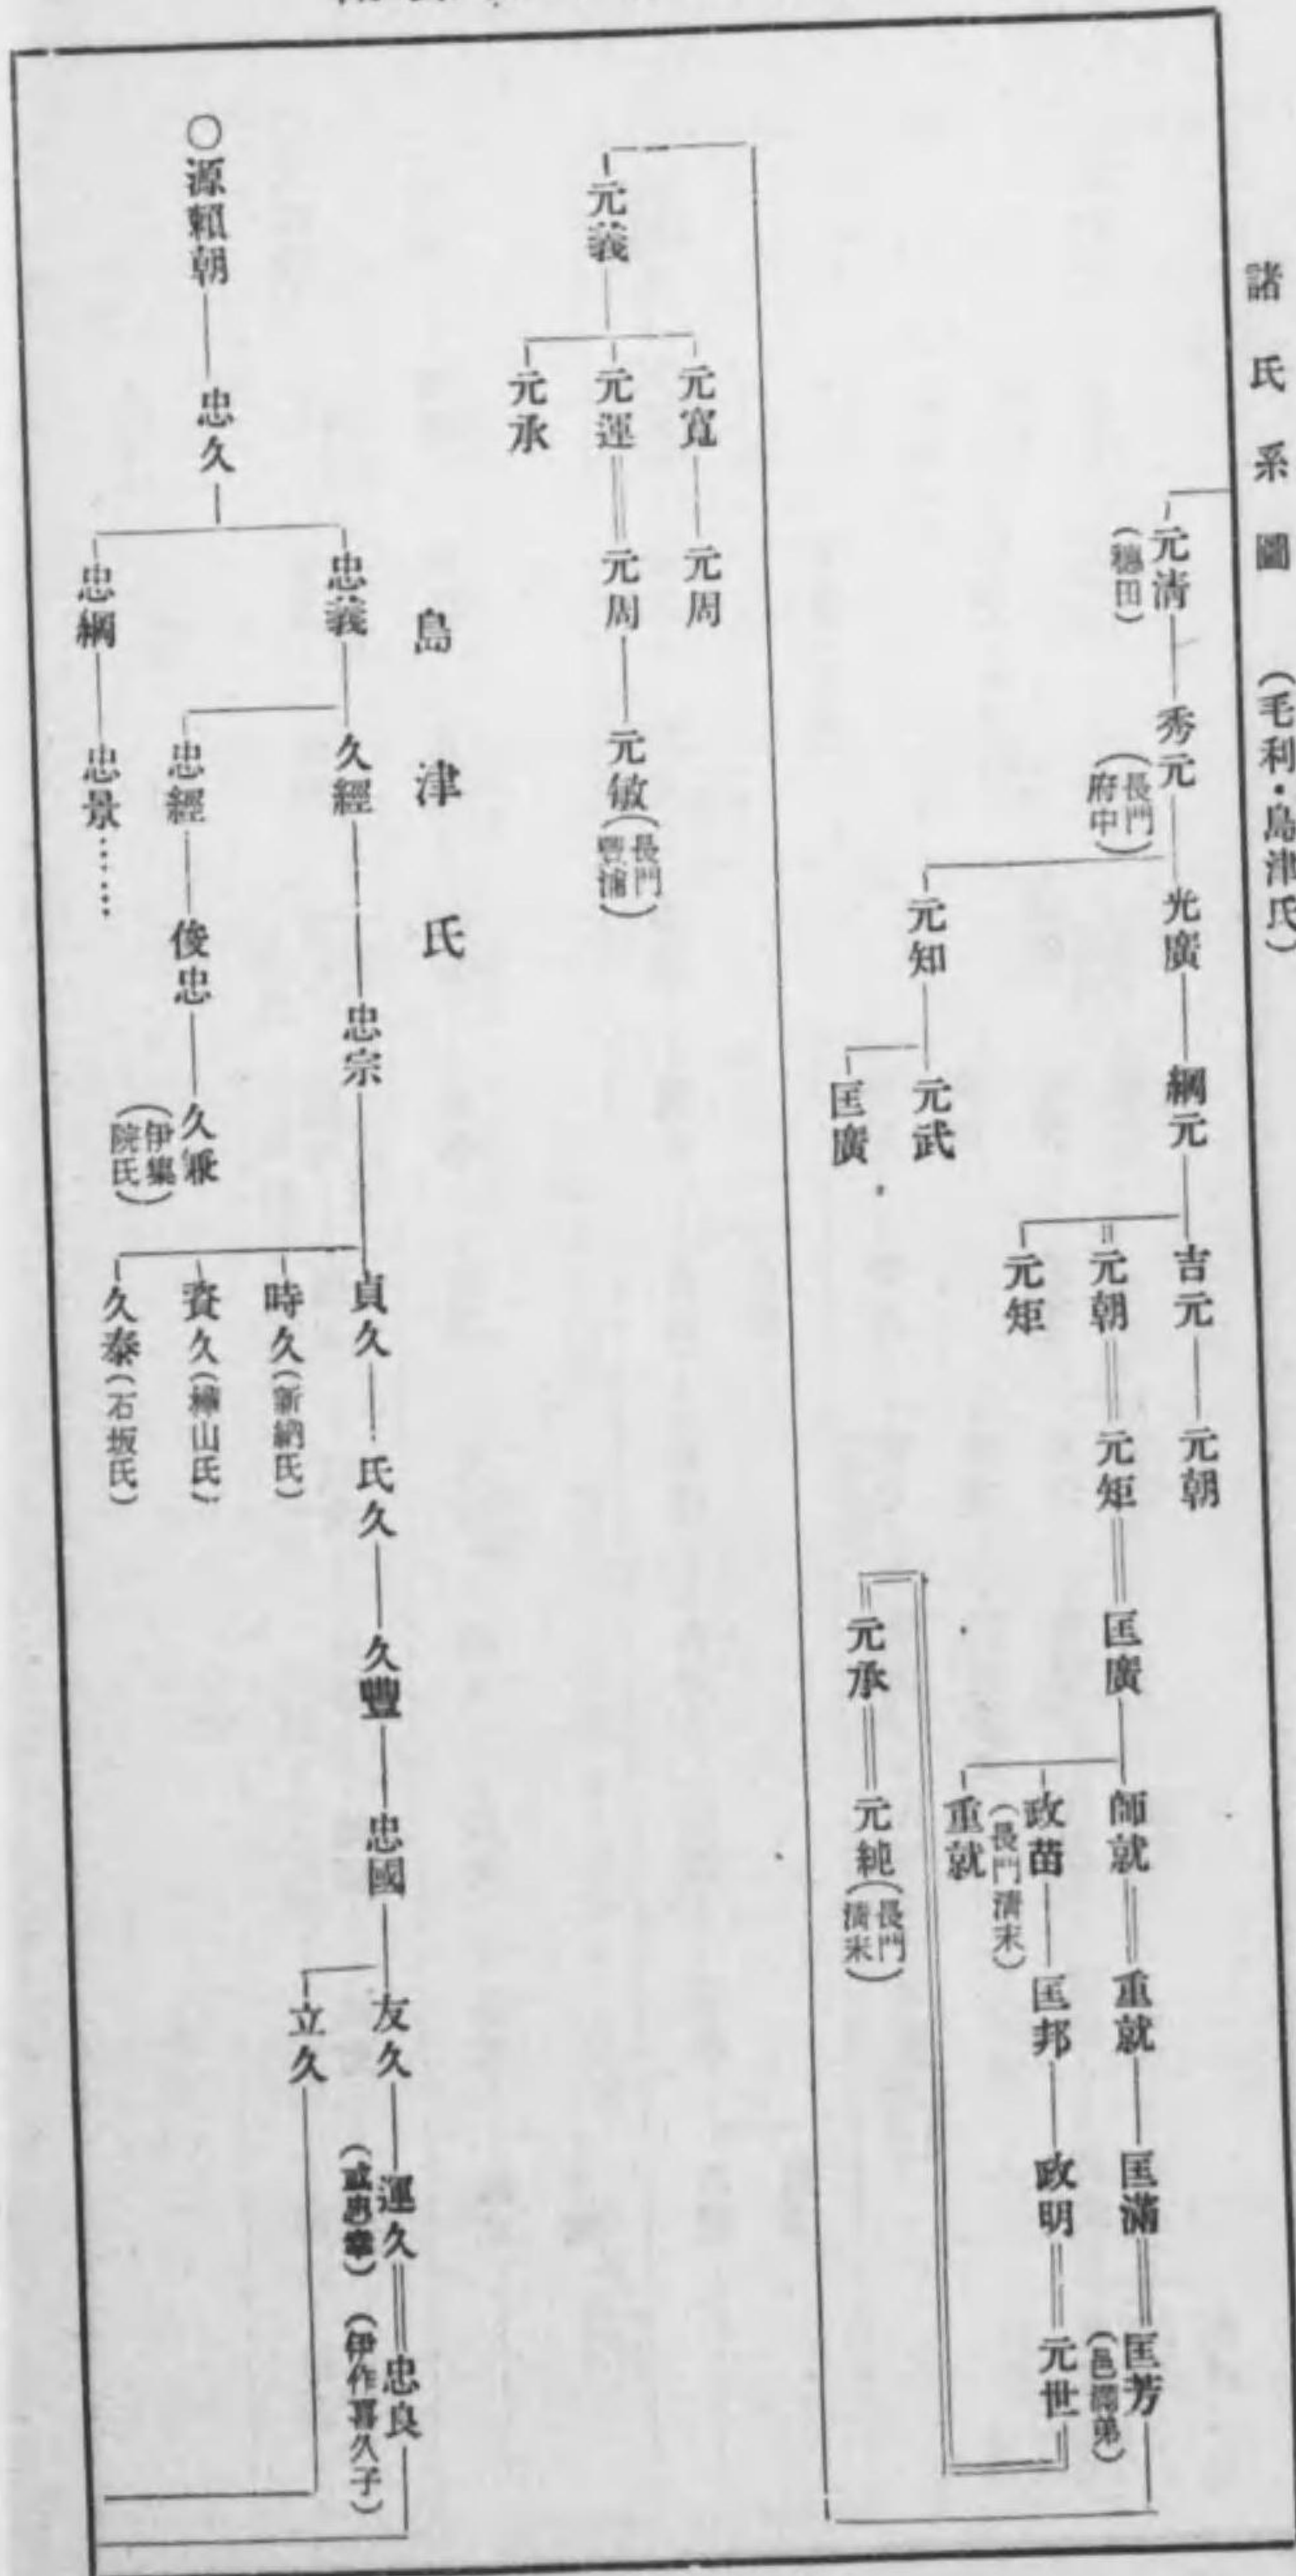 諸氏系圖 (毛利・島津氏)
元清(穗田)―秀元(長門府中)―光廣―綱元―吉元―元朝
元朝=元矩=匡廣―師就=重就―匡滿=匡芳
元矩
政苗(長門清末)―匡邦―政明=元世
重就
元知―元武
匡廣
元承=元純(長門清末)
元義―元寬―元周
元運=元周―元敏(長門豐浦)
元承
島津氏
○源賴朝―忠久―忠義―久經―忠宗―貞久―氏久―久豐―忠國―友久―運久=忠良(伊作善久子)
立久
時久(新納氏)
資久(樺山氏)
久泰(石坂氏)
忠經―俊忠―久兼(伊集院氏)
忠綱―忠景……